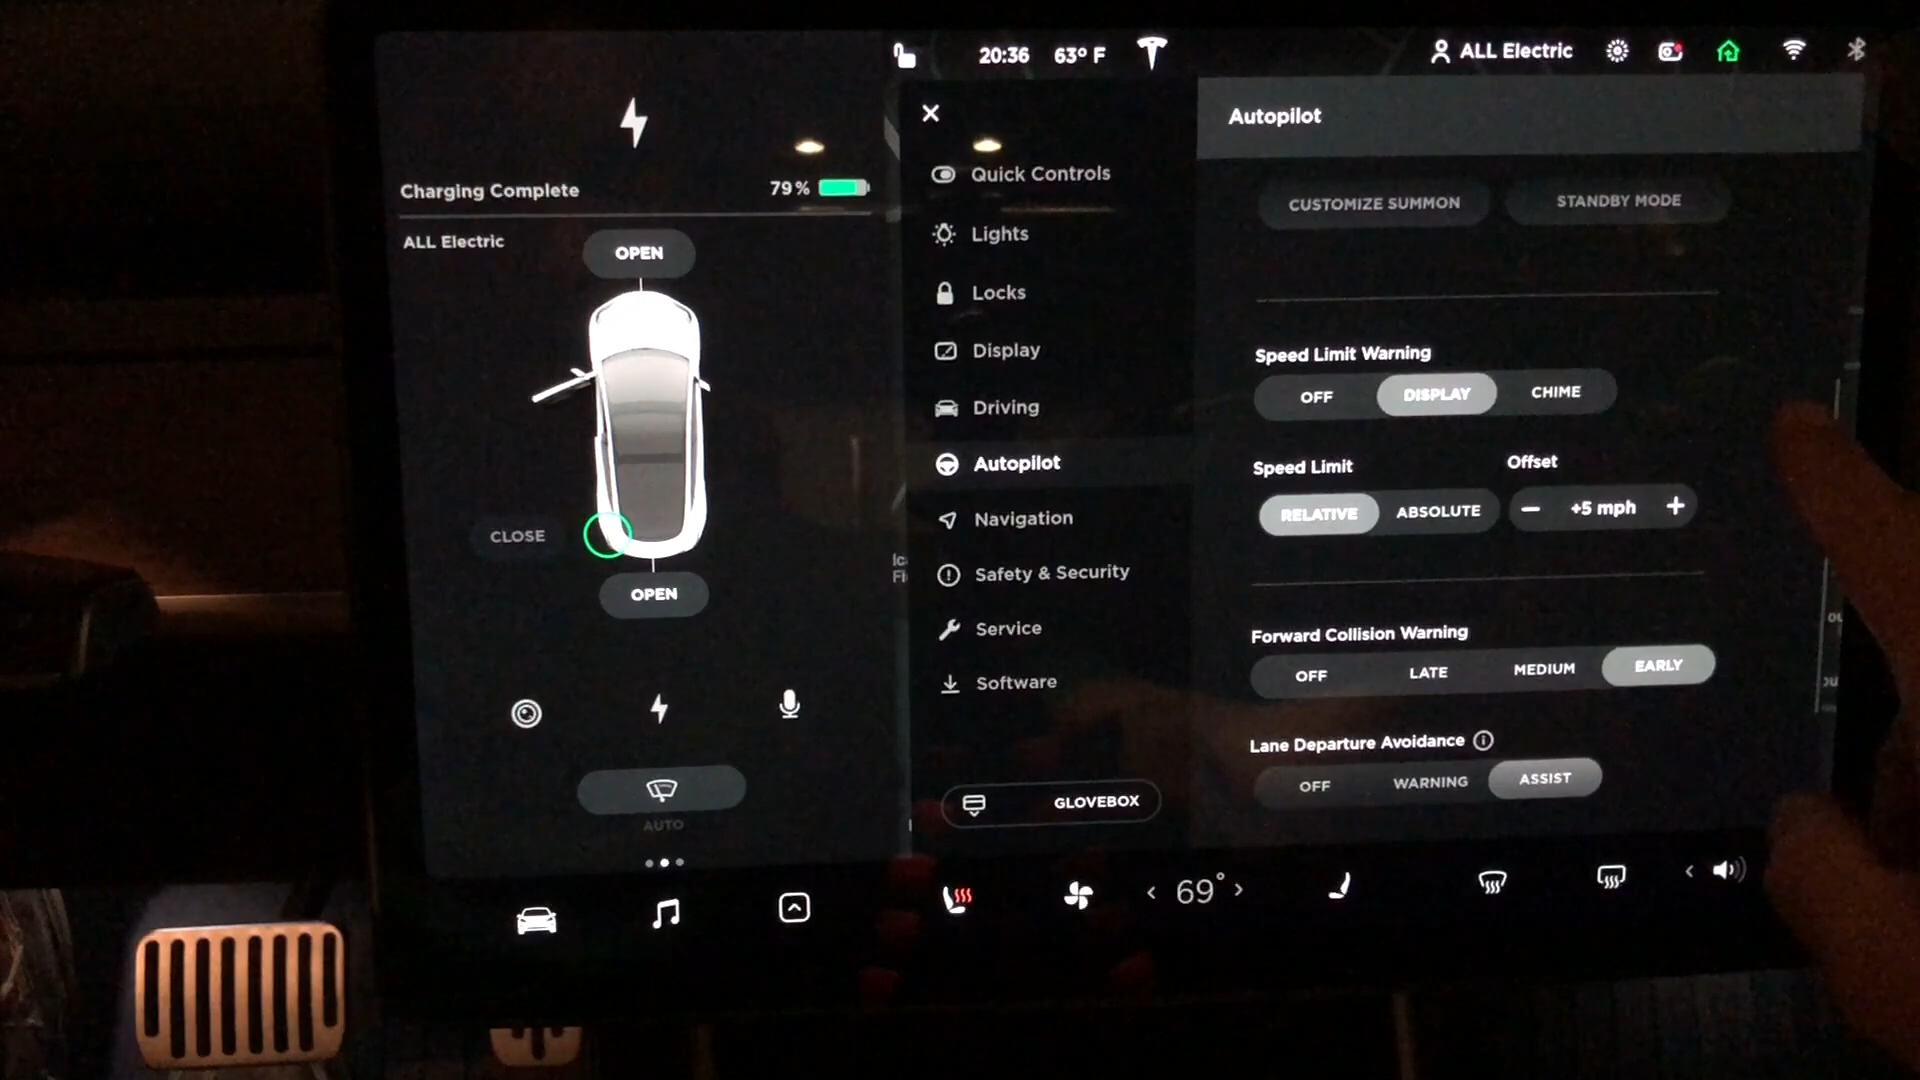 20:36 63° F
ALL Electric
Charging Complete
79%
ALL Electric
OPEN
CLOSE
OPEN
AUTO
Quick Controls
Lights
Locks
Display
Driving
Autopilot
Navigation
Safety & Security
Service
Software
GLOVEBOX
Autopilot
CUSTOMIZE SUMMON
STANDBY MODE
Speed Limit Warning
OFF DISPLAY CHIME
Speed Limit
Offset
RELATIVE ABSOLUTE
− +5 mph +
Forward Collision Warning
OFF LATE MEDIUM EARLY
Lane Departure Avoidance
OFF WARNING ASSIST
< 69° >